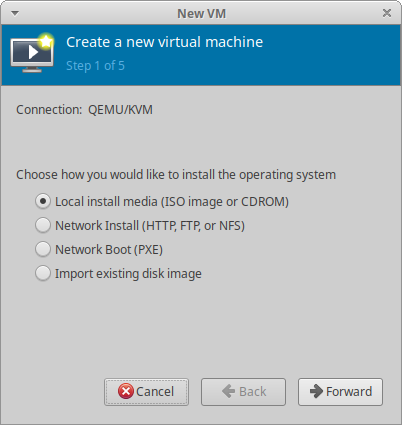 New VM
Create a new virtual machine
Step 1 of 5
Connection: QEMU/KVM
Choose how you would like to install the operating system
Local install media (ISO image or CDROM)
Network Install (HTTP, FTP, or NFS)
Network Boot (PXE)
Import existing disk image
Cancel Back Forward